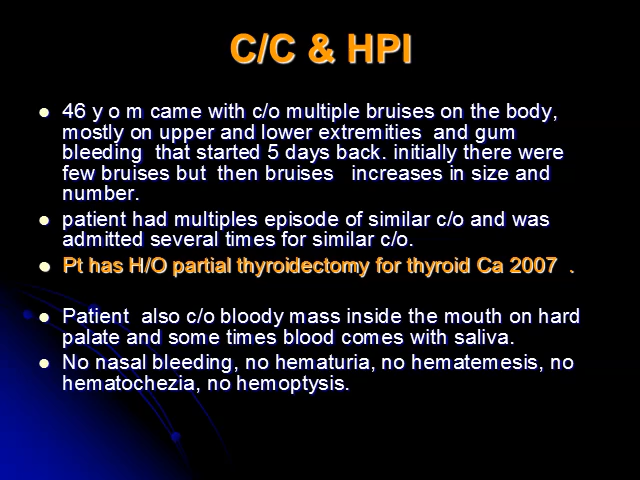 C/C & HPI
46 y o m came with c/o multiple bruises on the body,
mostly on upper and lower extremities and gum
bleeding that started 5 days back. initially there were
few bruises but then bruises increases in size and
number.
patient had multiples episode of similar c/o and was
admitted several times for similar c/o.
Pt has H/O partial thyroidectomy for thyroid Ca 2007 .
Patient also c/o bloody mass inside the mouth on hard
palate and some times blood comes with saliva.
No nasal bleeding, no hematuria, no hematemesis, no
hematochezia, no hemoptysis.